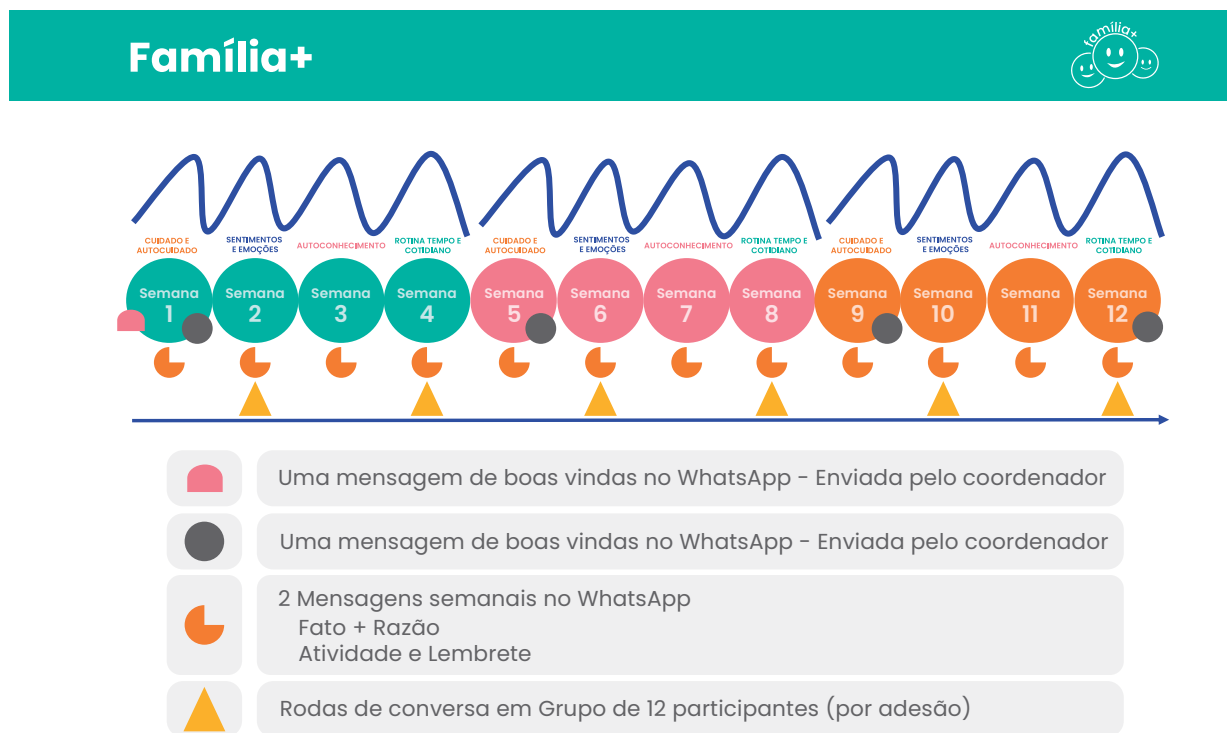 Família+
família+
CUIDADO E
AUTOCUIDADO
SENTIMENTOS
E EMOÇÕES
AUTOCONHECIMENTO
ROTINA TEMPO E
COTIDIANO
CUIDADO E
AUTOCUIDADO
SENTIMENTOS
E EMOÇÕES
AUTOCONHECIMENTO
ROTINA TEMPO E
COTIDIANO
CUIDADO E
AUTOCUIDADO
SENTIMENTOS
E EMOÇÕES
AUTOCONHECIMENTO
ROTINA TEMPO E
COTIDIANO
Semana
1
Semana
2
Semana
3
Semana
4
Semana
5
Semana
6
Semana
7
Semana
8
Semana
9
Semana
10
Semana
11
Semana
12
Uma mensagem de boas vindas no WhatsApp - Enviada pelo coordenador
Uma mensagem de boas vindas no WhatsApp - Enviada pelo coordenador
2 Mensagens semanais no WhatsApp
Fato + Razão
Atividade e Lembrete
Rodas de conversa em Grupo de 12 participantes (por adesão)